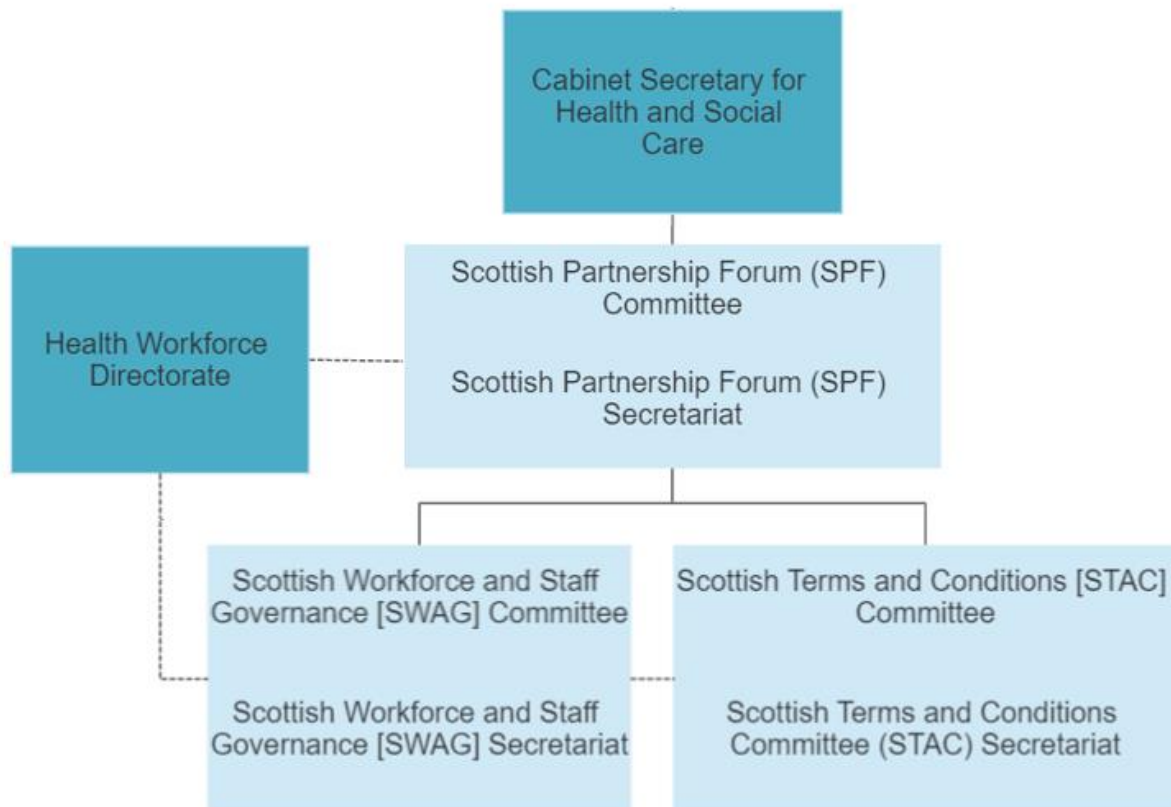 Cabinet Secretary for
Health and Social
Care
Health Workforce
Directorate
Scottish Partnership Forum (SPF)
Committee
Scottish Partnership Forum (SPF)
Secretariat
Scottish Workforce and Staff
Governance [SWAG] Committee
Scottish Workforce and Staff
Governance [SWAG] Secretariat
Scottish Terms and Conditions [STAC]
Committee
Scottish Terms and Conditions
Committee (STAC) Secretariat